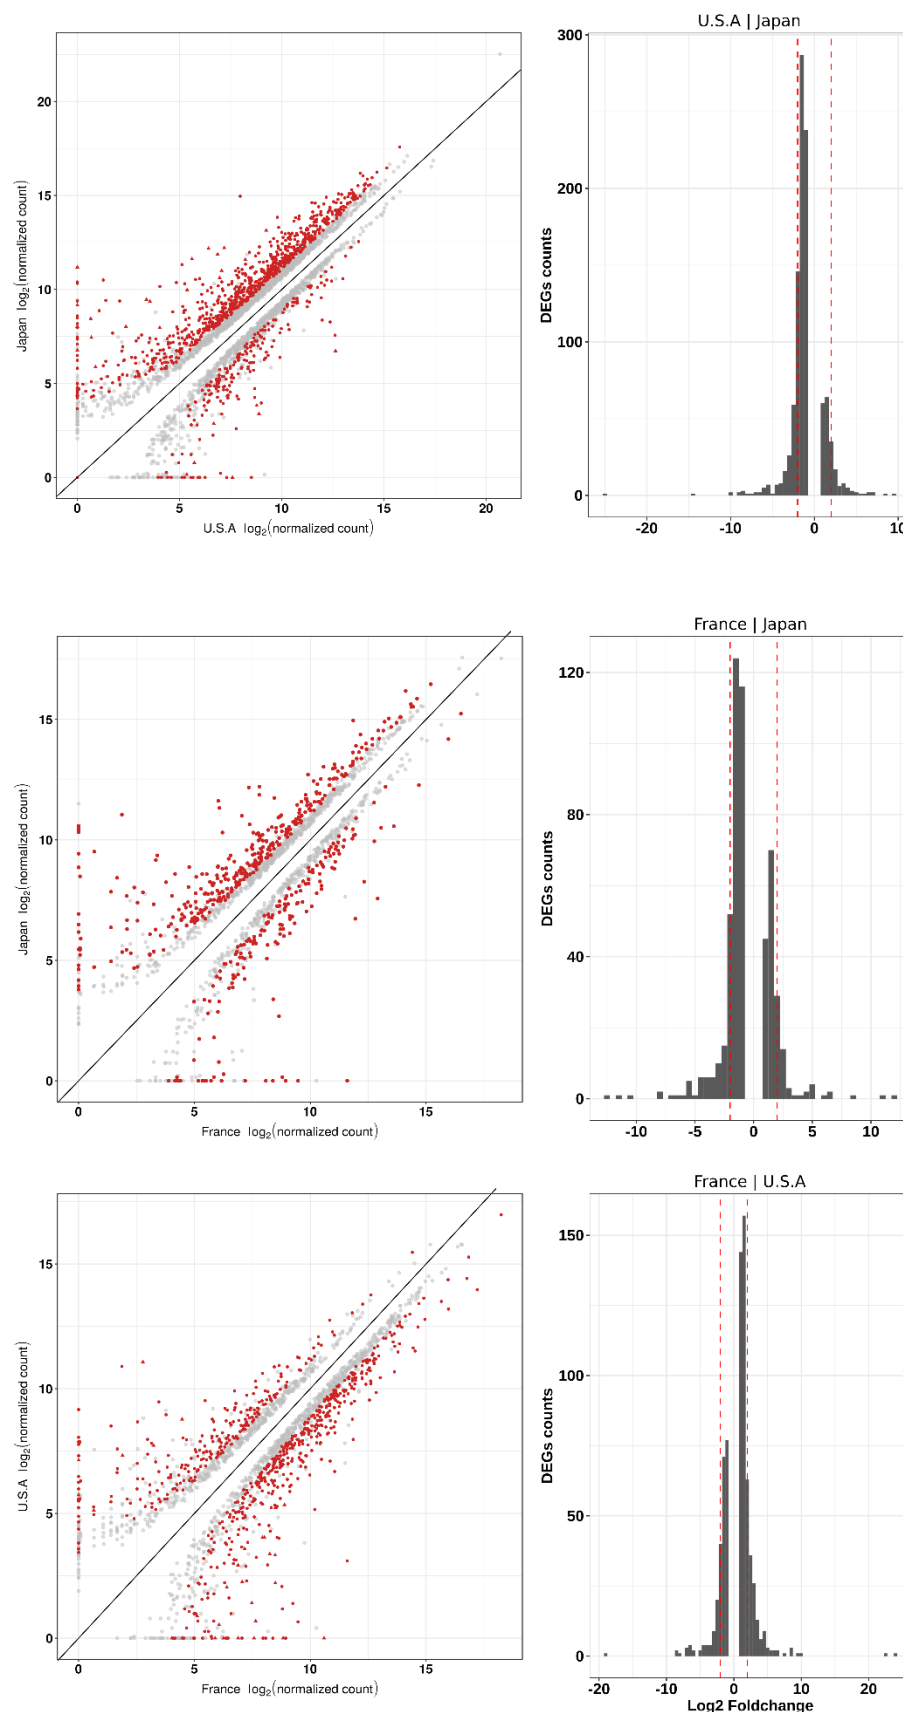 U.S.A | Japan
20
15
10
5
0
Japan log2(normalized count)
0 5 10 15 20
U.S.A log2(normalized count)
300
200
100
0
DEGs counts
-20 -10 0 10
France | Japan
15
10
5
0
Japan log2(normalized count)
0 5 10 15
France log2(normalized count)
120
80
40
0
DEGs counts
-10 -5 0 5 10
France | U.S.A
15
10
5
0
U.S.A log2(normalized count)
0 5 10 15
France log2(normalized count)
150
100
50
0
DEGs counts
-20 -10 0 10 20
Log2 Foldchange